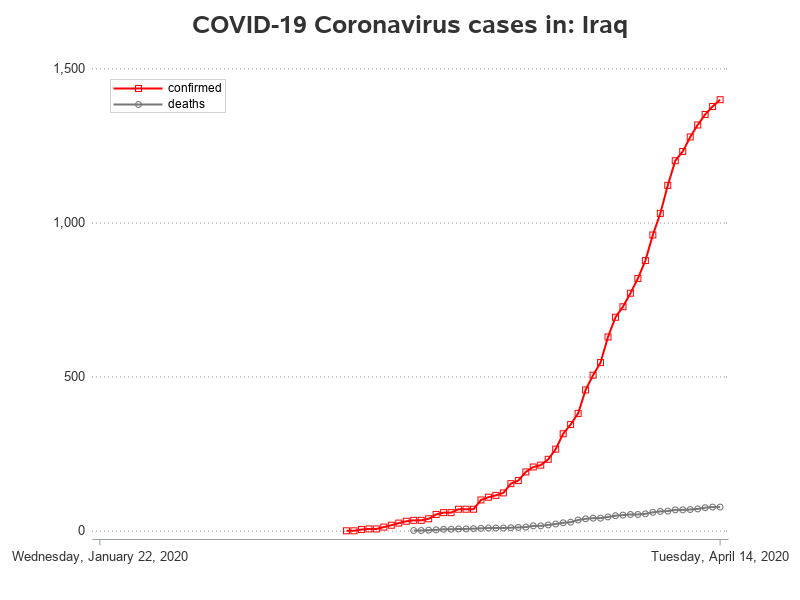 COVID-19 Coronavirus cases in: Iraq
1,500
confirmed
deaths
1,000
500
0
Wednesday, January 22, 2020
Tuesday, April 14, 2020